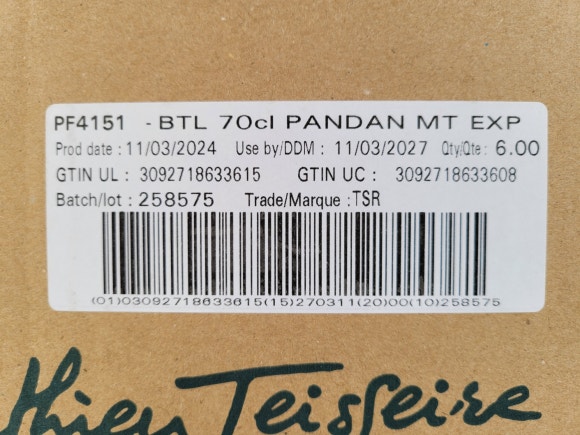 PF4151 - BTL 70cl PANDAN MT EXP
Prod date : 11/03/2024 Use by/DDM : 11/03/2027 Qty/Qte : 6.00
GTIN UL : 3092718633615 GTIN UC : 3092718633608
Batch/lot : 258575 Trade/Marque : TSR
(01)03092718633615(15)270311(20)00(10)258575
Teisseire